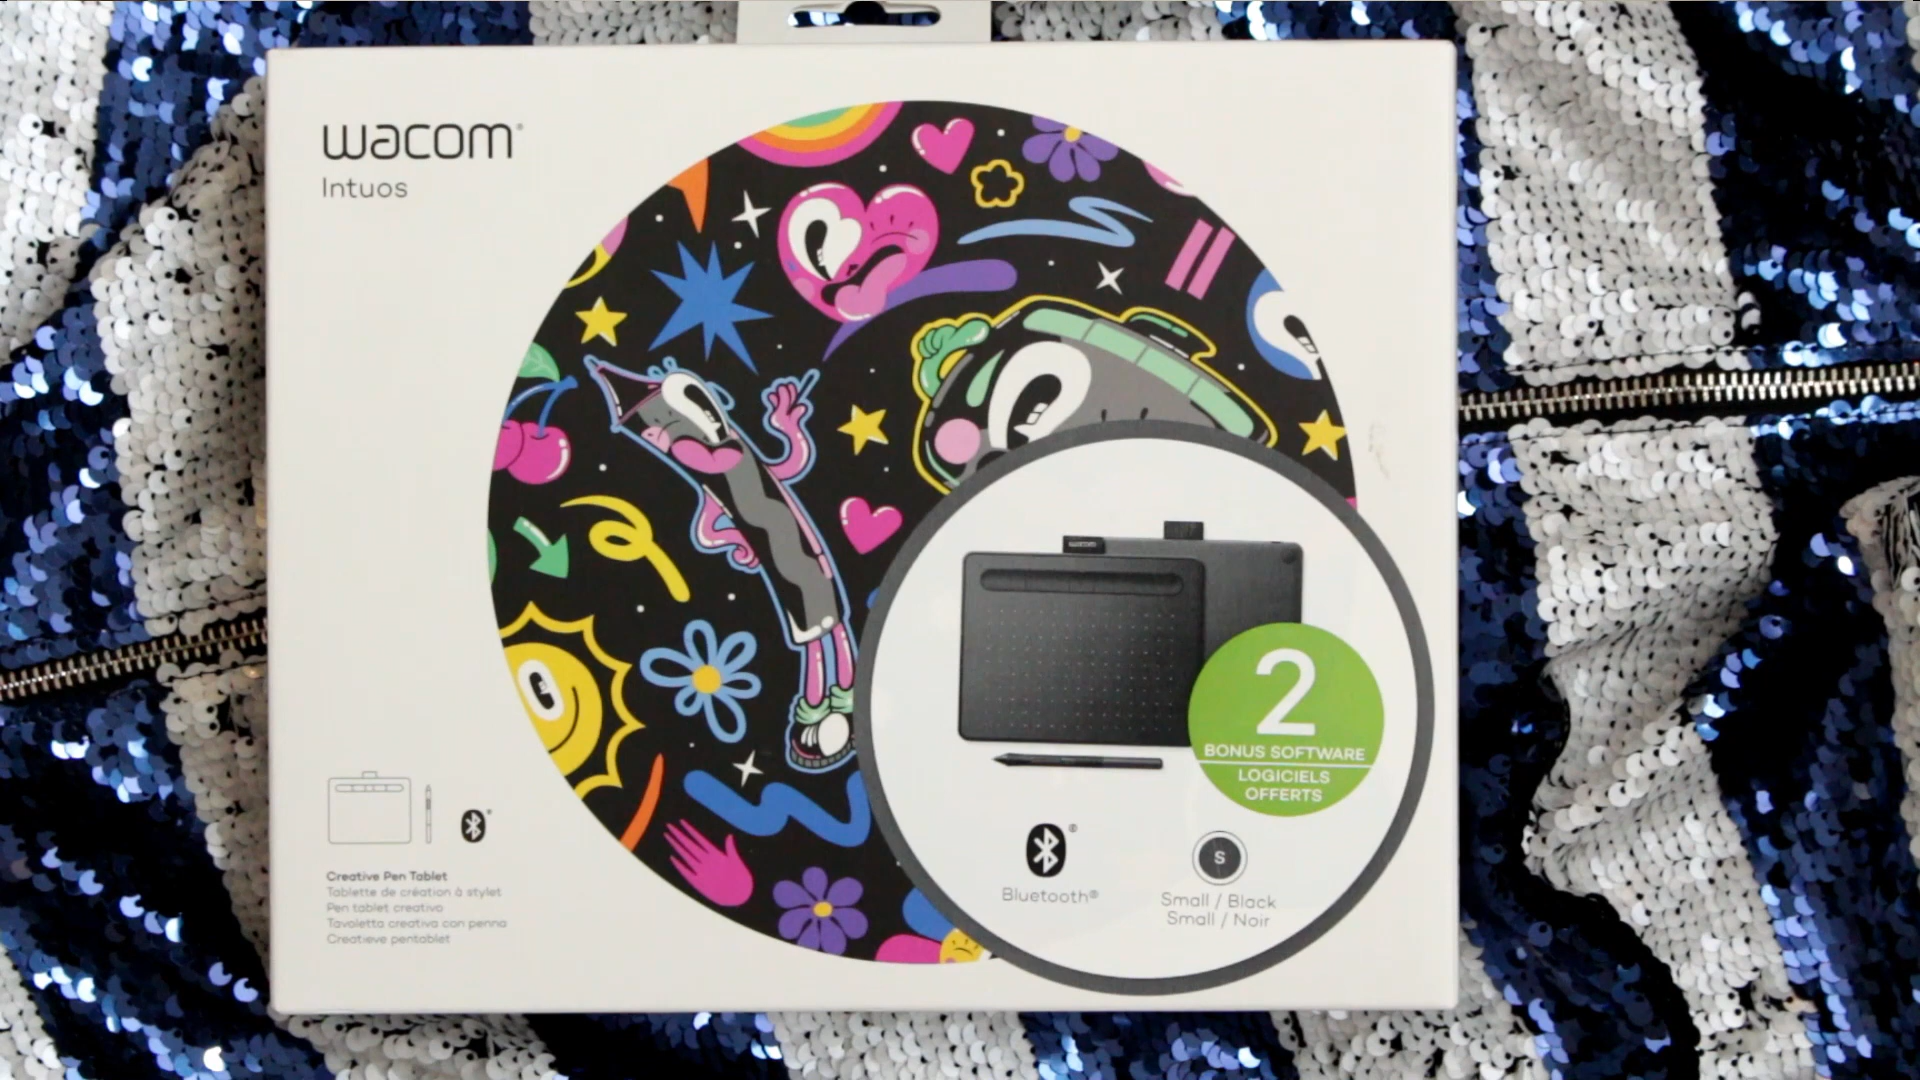 wacom
Intuos
Creative Pen Tablet
Tablette de création à stylet
Pen tablet creativo
Tavoletta creativa con penna
Creatieve pentablet
wacom
2
BONUS SOFTWARE
LOGICIELS
OFFERTS
Bluetooth®
S
Small / Black
Small / Noir